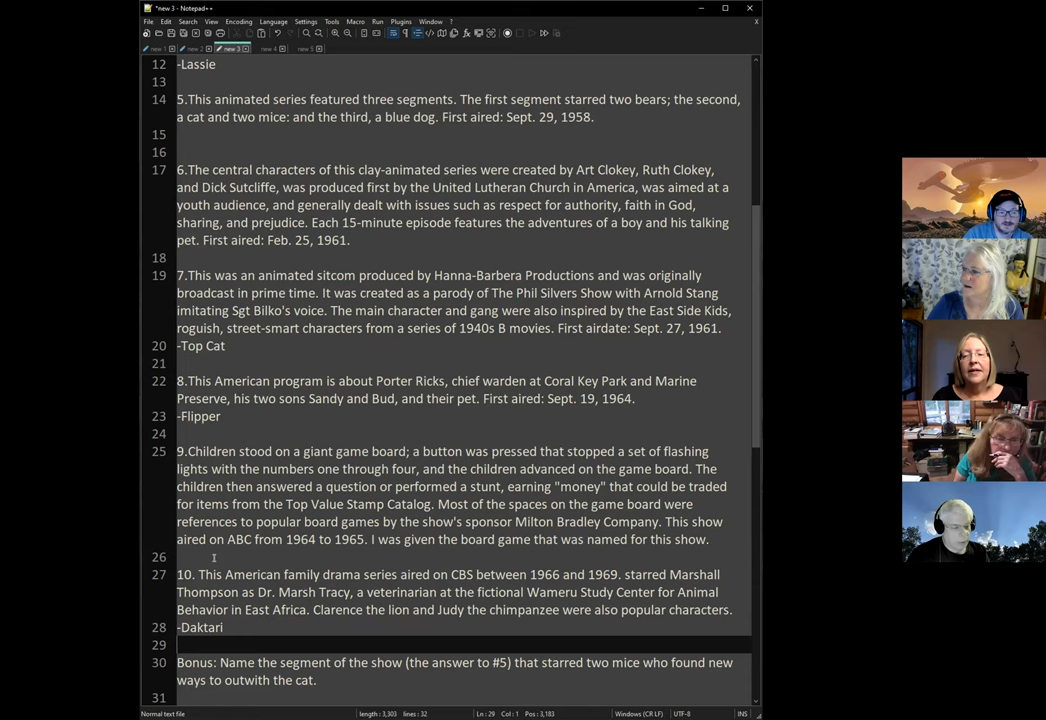 *new 3 - Notepad++
File Edit Search View Encoding Language Settings Tools Macro Run Plugins Window ? X
new 1 new 2 new 3 new 4 new 5
12 -Lassie
13
14 5.This animated series featured three segments. The first segment starred two bears; the second,
a cat and two mice: and the third, a blue dog. First aired: Sept. 29, 1958.
15
16
17 6.The central characters of this clay-animated series were created by Art Clokey, Ruth Clokey,
and Dick Sutcliffe, was produced first by the United Lutheran Church in America, was aimed at a
youth audience, and generally dealt with issues such as respect for authority, faith in God,
sharing, and prejudice. Each 15-minute episode features the adventures of a boy and his talking
pet. First aired: Feb. 25, 1961.
18
19 7.This was an animated sitcom produced by Hanna-Barbera Productions and was originally
broadcast in prime time. It was created as a parody of The Phil Silvers Show with Arnold Stang
imitating Sgt Bilko's voice. The main character and gang were also inspired by the East Side Kids,
roguish, street-smart characters from a series of 1940s B movies. First airdate: Sept. 27, 1961.
20 -Top Cat
21
22 8.This American program is about Porter Ricks, chief warden at Coral Key Park and Marine
Preserve, his two sons Sandy and Bud, and their pet. First aired: Sept. 19, 1964.
23 -Flipper
24
25 9.Children stood on a giant game board; a button was pressed that stopped a set of flashing
lights with the numbers one through four, and the children advanced on the game board. The
children then answered a question or performed a stunt, earning "money" that could be traded
for items from the Top Value Stamp Catalog. Most of the spaces on the game board were
references to popular board games by the show's sponsor Milton Bradley Company. This show
aired on ABC from 1964 to 1965. I was given the board game that was named for this show.
26
27 10. This American family drama series aired on CBS between 1966 and 1969. starred Marshall
Thompson as Dr. Marsh Tracy, a veterinarian at the fictional Wameru Study Center for Animal
Behavior in East Africa. Clarence the lion and Judy the chimpanzee were also popular characters.
28 -Daktari
29
30 Bonus: Name the segment of the show (the answer to #5) that starred two mice who found new
ways to outwith the cat.
31
Normal text file length : 3,303 lines : 32 Ln : 29 Col : 1 Pos : 3,183 Windows (CR LF) UTF-8 INS